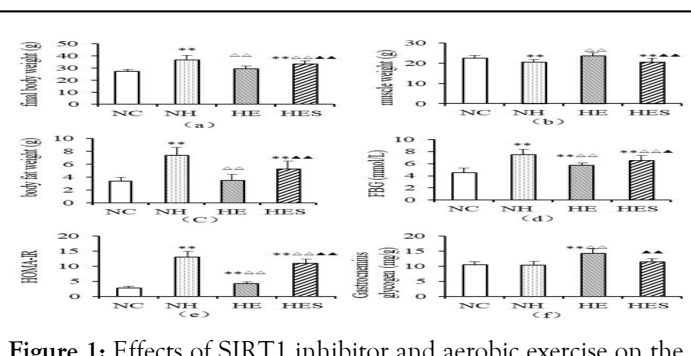 final body weight (g)
50
40
30
20
10
0
**
△△
**△△▲▲
NC NH HE HES
(a)
muscle weight (g)
30
20
10
0
**
△△
**▲▲
NC NH HE HES
(b)
body fat weight (g)
10
8
6
4
2
0
**
△△
**▲▲
NC NH HE HES
(C)
FBG (mmol/L)
10
8
6
4
2
0
**
**△△
**△△▲
NC NH HE HES
(d)
HOMA-IR
20
15
10
5
0
**
**△△
**△△▲▲
NC NH HE HES
(e)
Gastrocnemius
glycogen (mg/g)
20
15
10
5
0
**△△
▲▲
NC NH HE HES
(f)
Figure 1: Effects of SIRT1 inhibitor and aerobic exercise on the